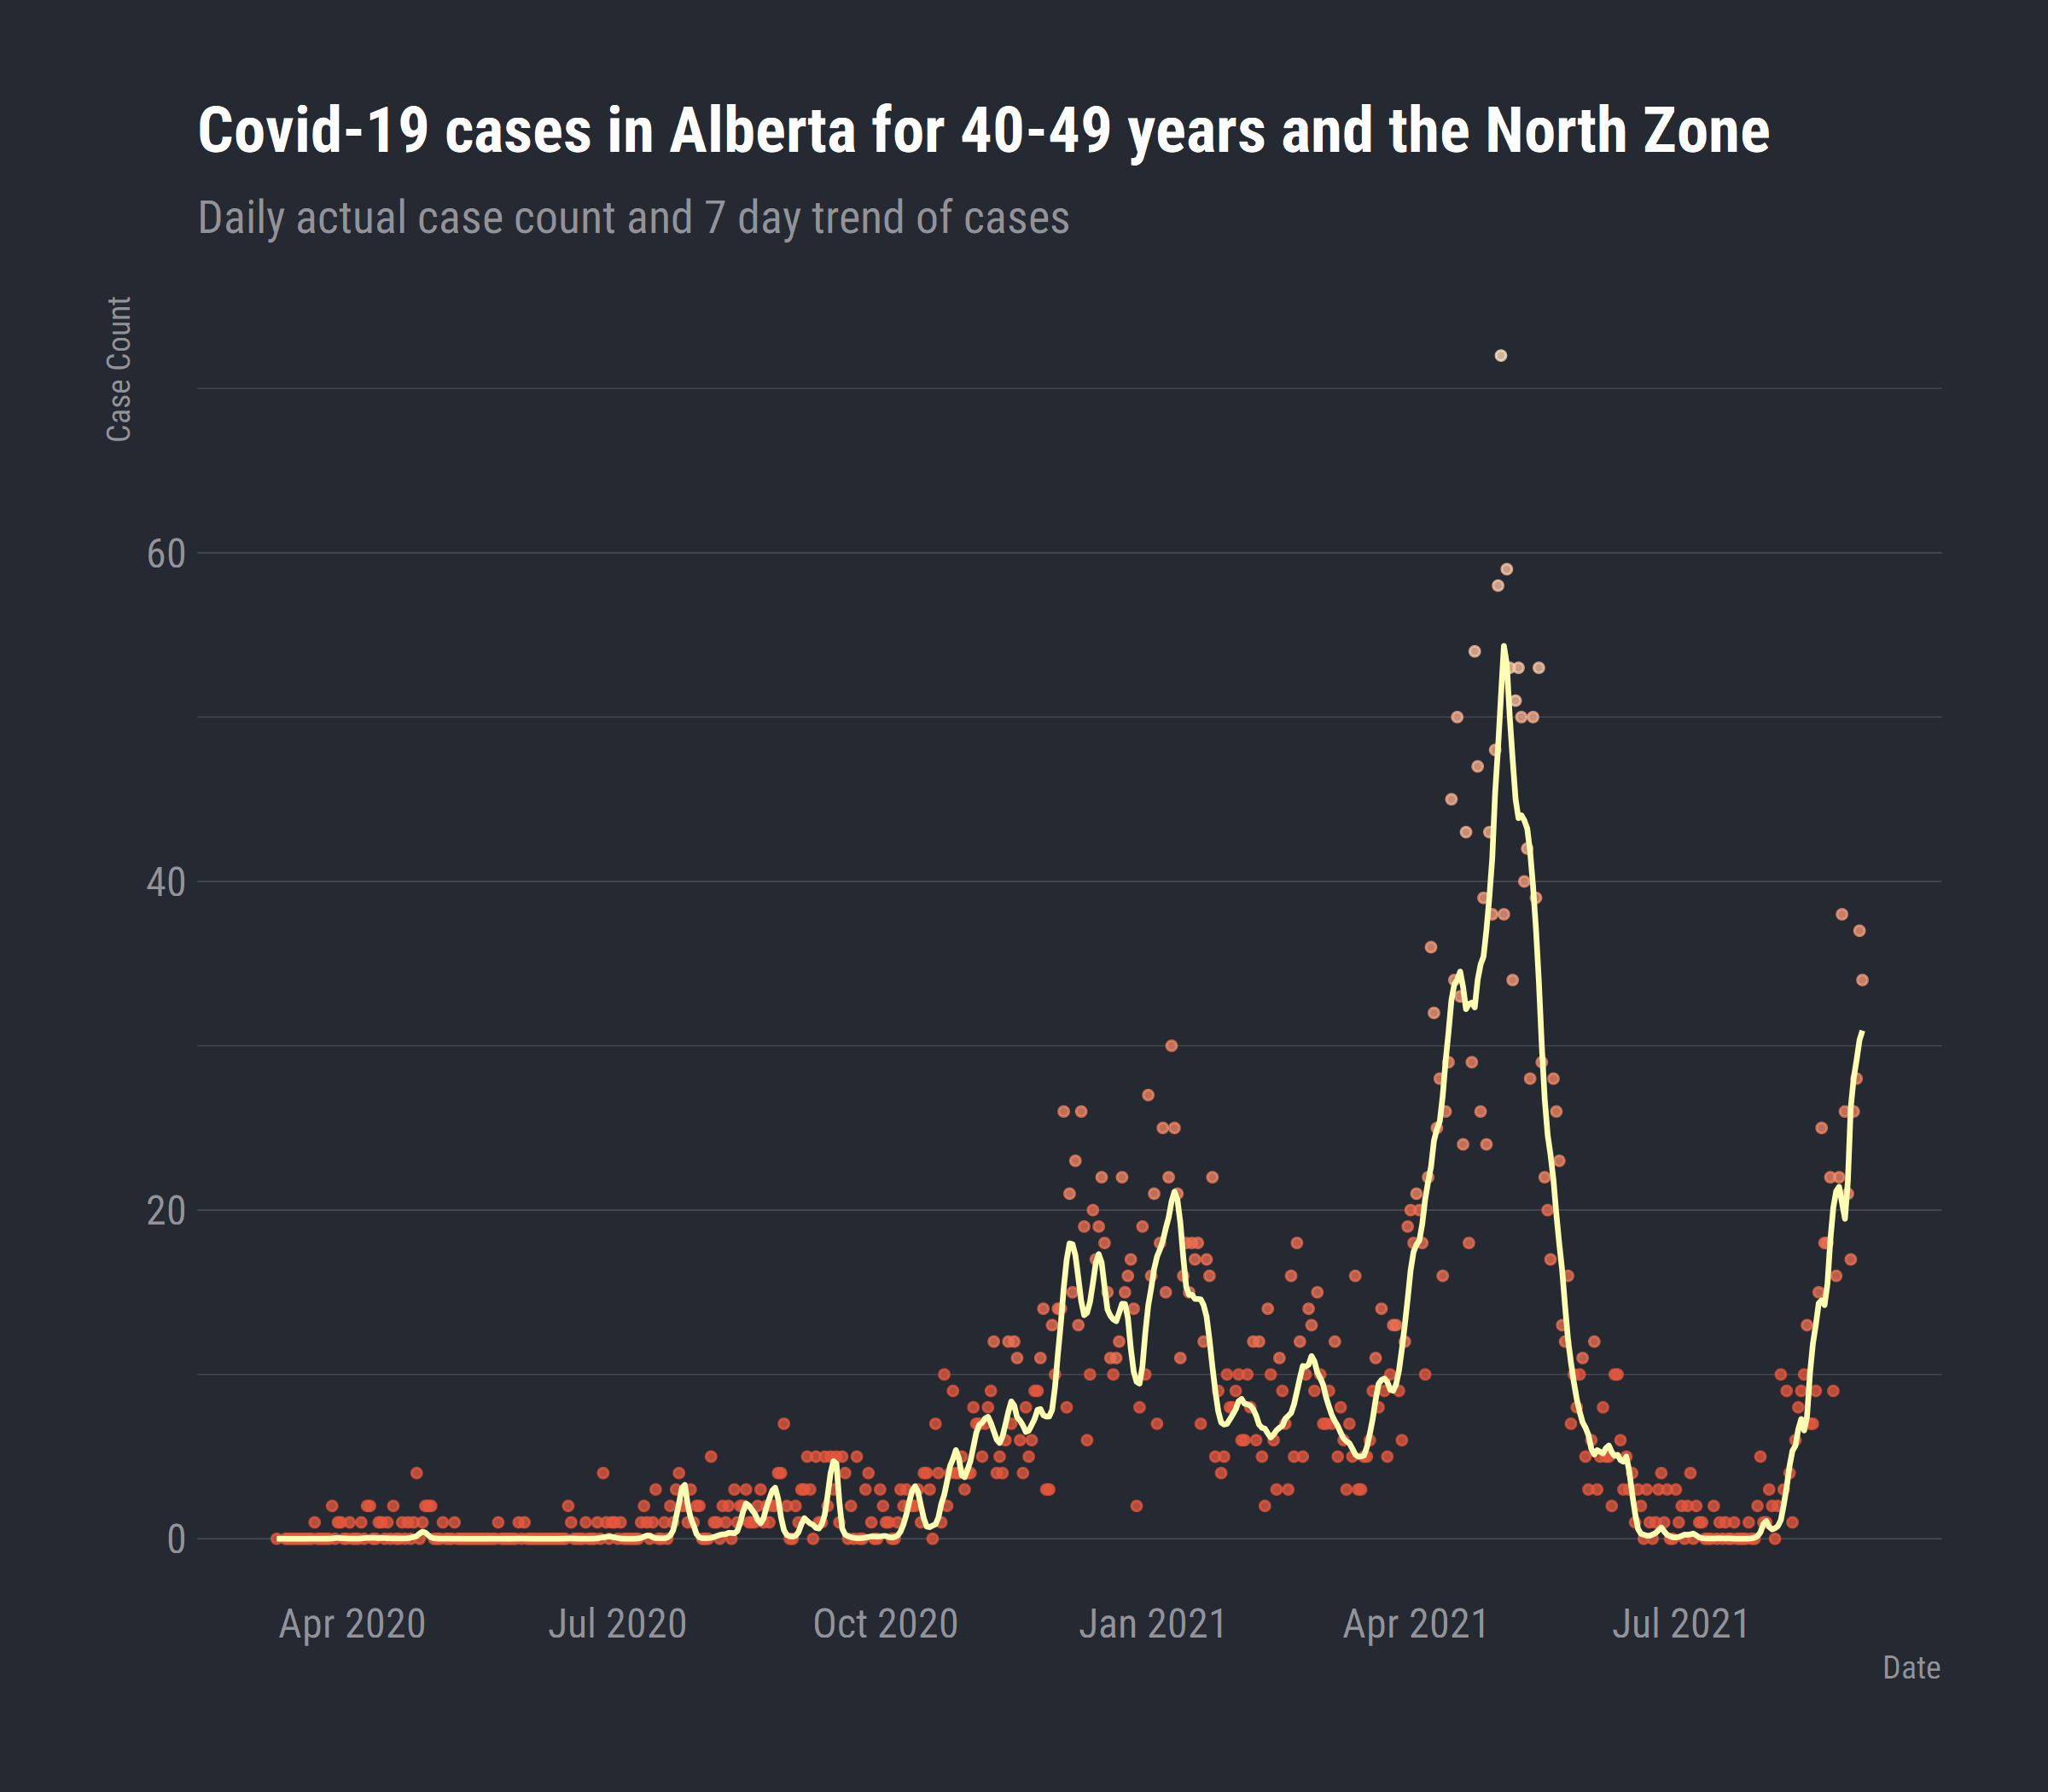 Covid-19 cases in Alberta for 40-49 years and the North Zone
Daily actual case count and 7 day trend of cases
Case Count
60
40
20
0
Apr 2020 Jul 2020 Oct 2020 Jan 2021 Apr 2021 Jul 2021
Date